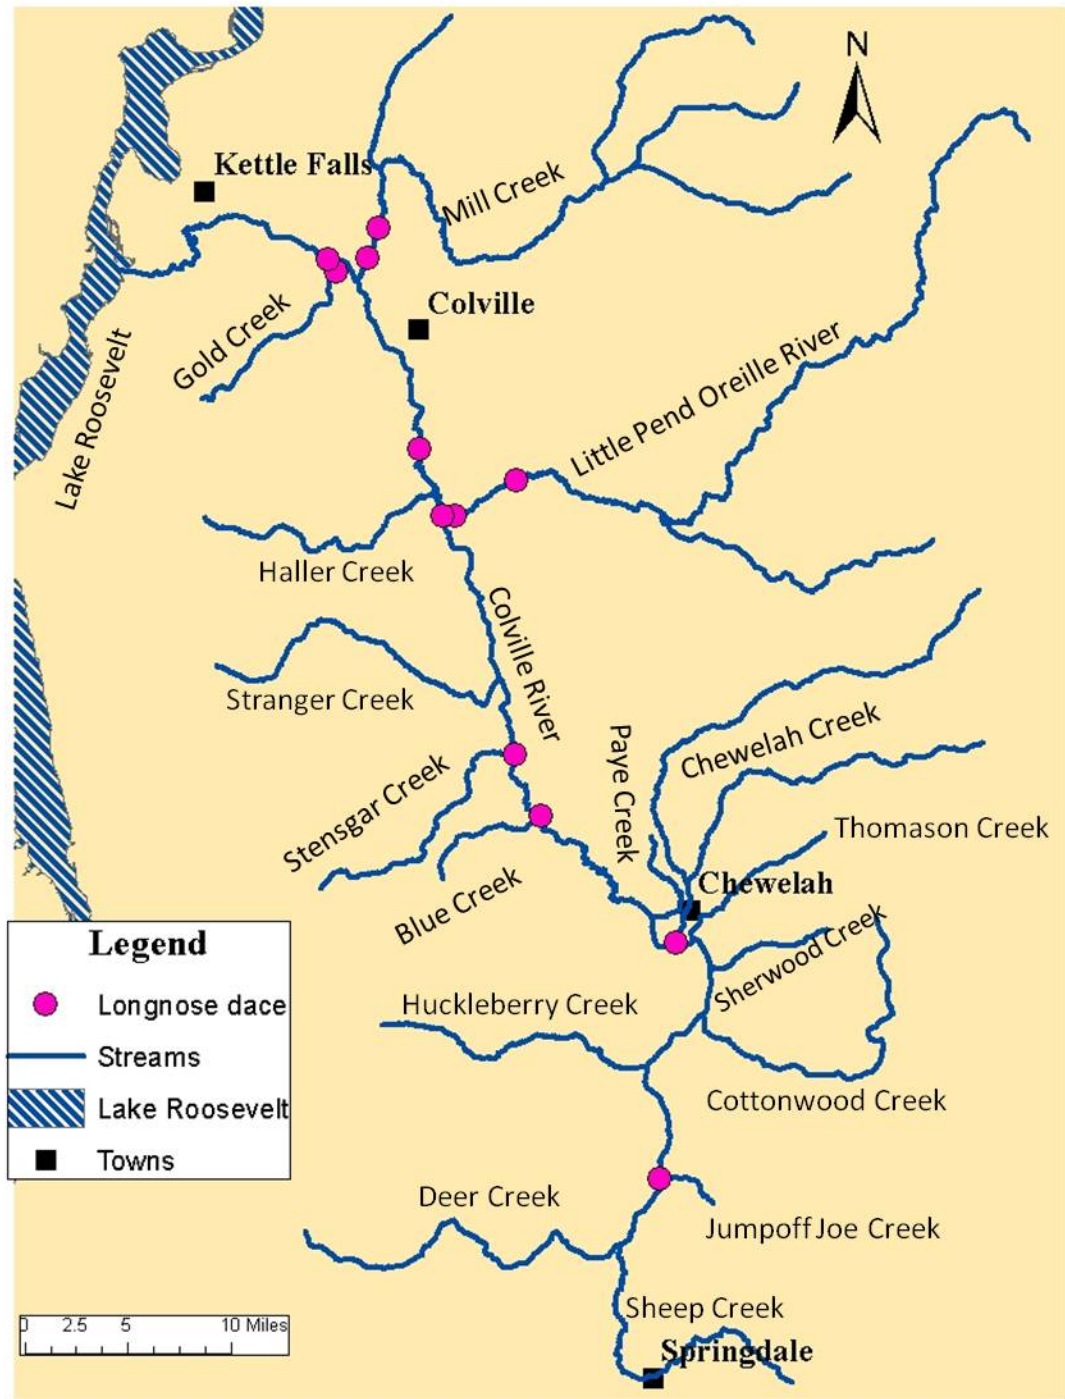 N
Kettle Falls
Mill Creek
Colville
Gold Creek
Lake Roosevelt
Little Pend Oreille River
Haller Creek
Colville River
Stranger Creek
Paye Creek
Chewelah Creek
Stensgar Creek
Thomason Creek
Blue Creek
Chewelah
Sherwood Creek
Legend
Longnose dace
Streams
Lake Roosevelt
Towns
Huckleberry Creek
Cottonwood Creek
Deer Creek
Jumpoff Joe Creek
Sheep Creek
Springdale
0 2.5 5 10 Miles